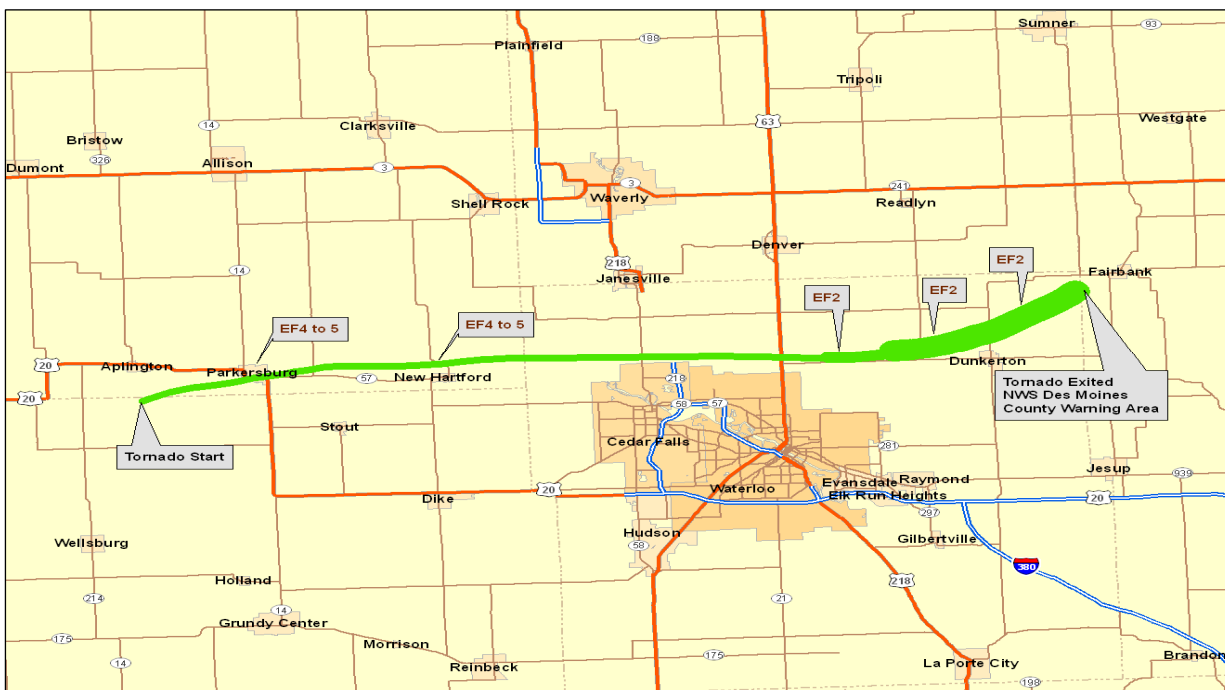 Sumner
93
Plainfield
188
Tripoli
63
14
Clarksville
Westgate
Bristow
326
Dumont
Allison
3
3
241
Waverly
Readlyn
Shell Rock
Denver
218
Janesville
14
EF2
Fairbank
EF2
EF2
EF4 to 5
EF4 to 5
20
Aplington
Parkersburg
57
New Hartford
Dunkerton
20
218
58
57
Tornado Exited
NWS Des Moines
County Warning Area
Tornado Start
Stout
Cedar Falls
281
Jesup
939
Dike
20
Waterloo
Evansdale
Raymond
Elk Run Heights
20
297
Hudson
58
Gilbertville
Wellsburg
380
Holland
218
214
14
21
Grundy Center
175
Morrison
175
14
Reinbeck
La Porte City
Brandon
198